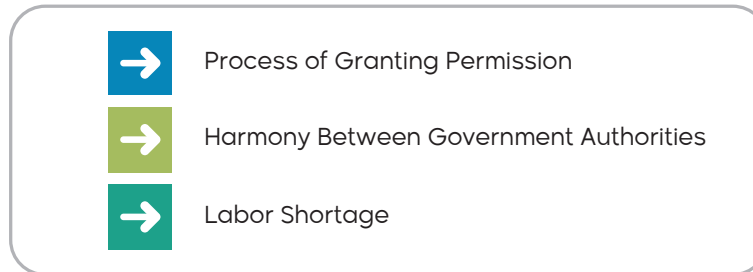 Process of Granting Permission
Harmony Between Government Authorities
Labor Shortage